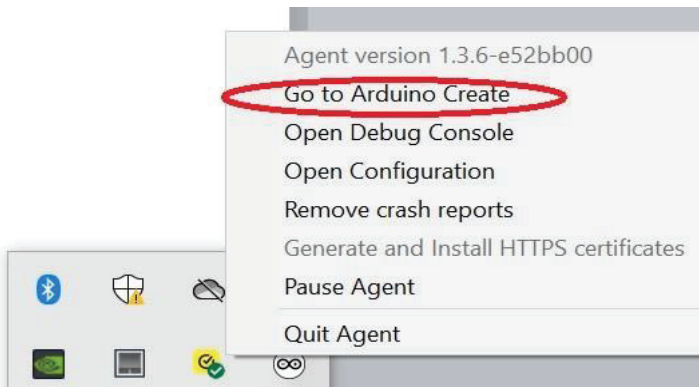 Agent version 1.3.6-e52bb00
Go to Arduino Create
Open Debug Console
Open Configuration
Remove crash reports
Generate and Install HTTPS certificates
Pause Agent
Quit Agent